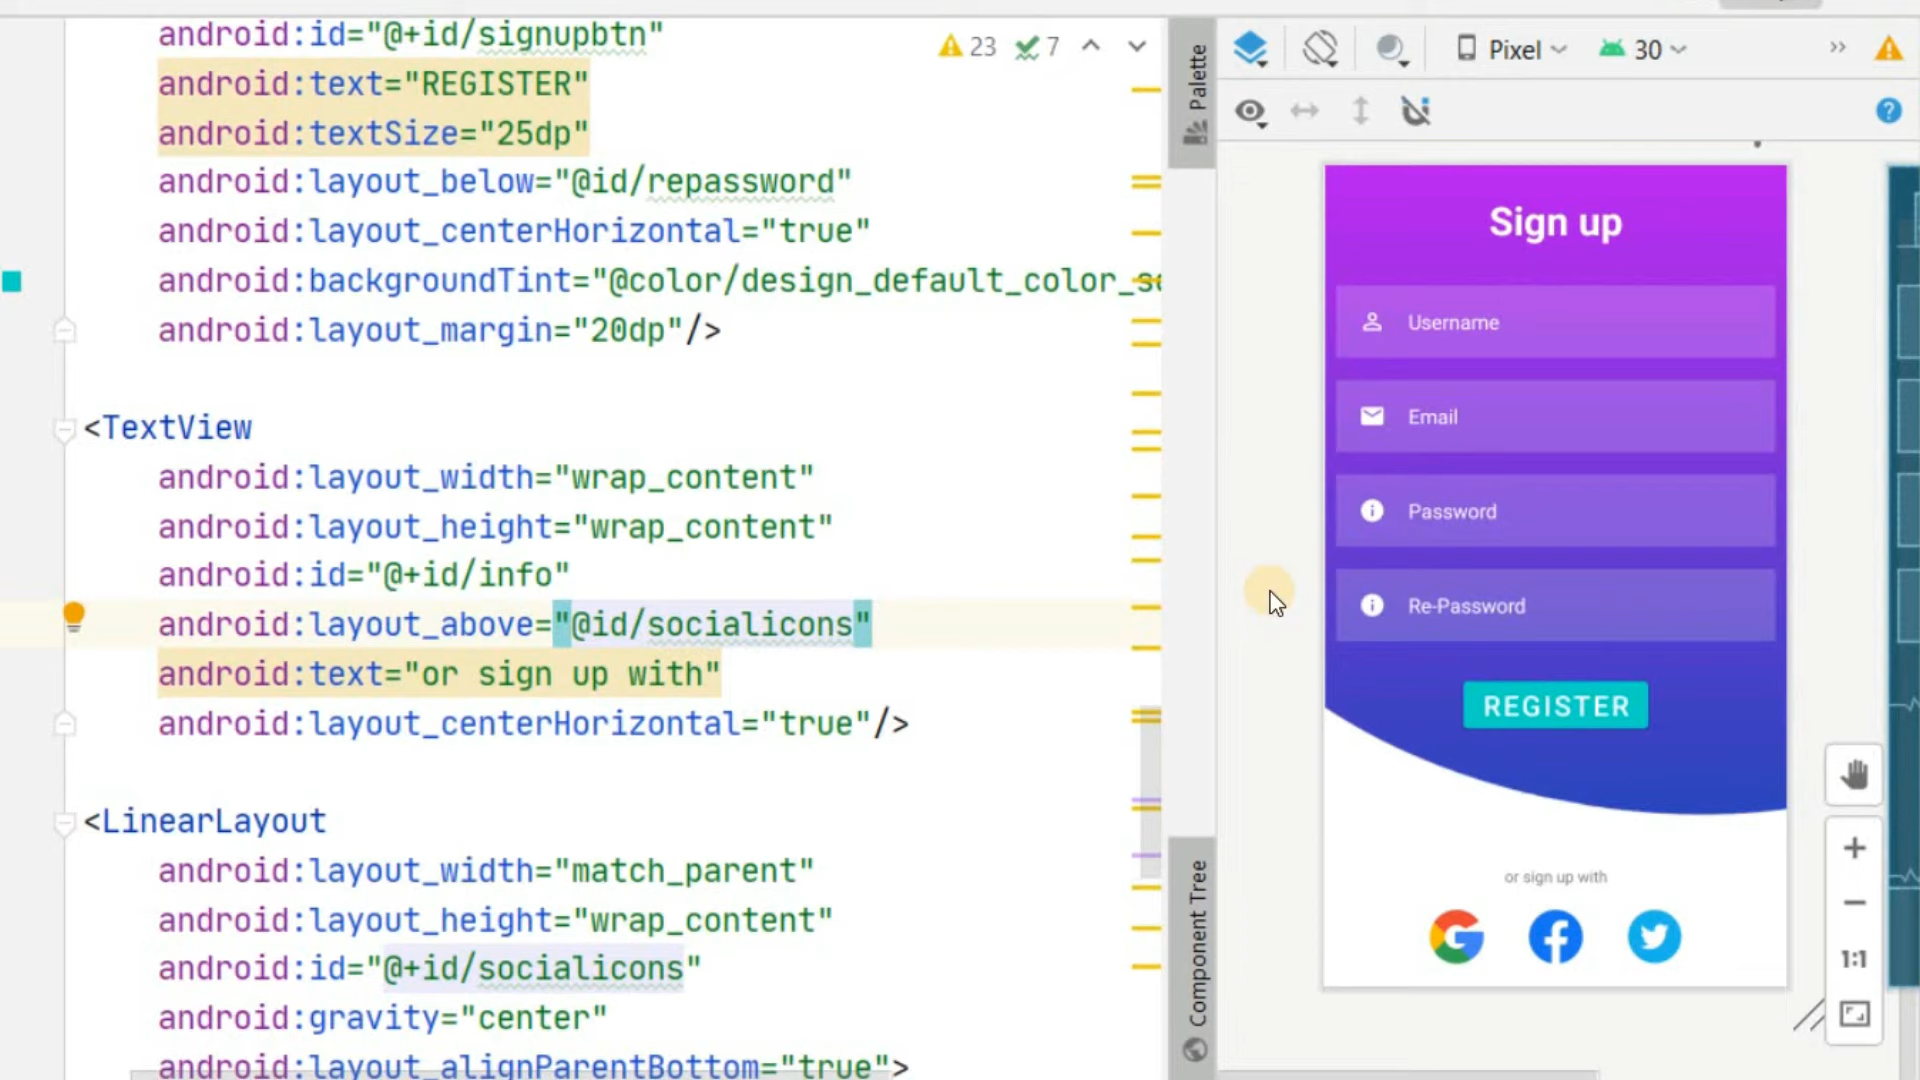 android:id="@+id/signupbtn"
android:text="REGISTER"
android:textSize="25dp"
android:layout_below="@id/repassword"
android:layout_centerHorizontal="true"
android:backgroundTint="@color/design_default_color_se
android:layout_margin="20dp"/>
<TextView
android:layout_width="wrap_content"
android:layout_height="wrap_content"
android:id="@+id/info"
android:layout_above="@id/socialicons"
android:text="or sign up with"
android:layout_centerHorizontal="true"/>
<LinearLayout
android:layout_width="match_parent"
android:layout_height="wrap_content"
android:id="@+id/socialicons"
android:gravity="center"
android:layout_alignParentBottom="true">
23 7
Palette
Component Tree
Pixel 30
Sign up
Username
Email
Password
Re-Password
REGISTER
or sign up with
1:1